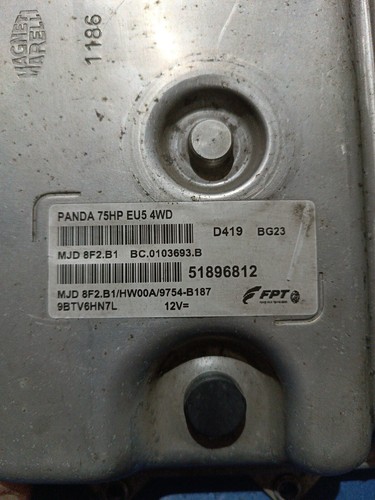 MAGNETI
MARELLI
1186
PANDA 75HP EU5 4WD
D419 BG23
MJD 8F2.B1 BC.0103693.B
51896812
MJD 8F2.B1/HW00A/9754-B187
9BTV6HN7L 12V=
FPT